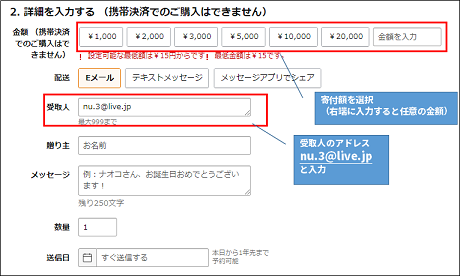 2. 詳細を入力する （携帯決済でのご購入はできません）
金額 （携帯決済
でのご購入はで
きません）
￥1,000
￥2,000
￥3,000
￥5,000
￥10,000
￥20,000
金額を入力
! 設定可能な最低額は￥15円からです! 最低金額は￥15です。
配送
Eメール
テキストメッセージ
メッセージアプリでシェア
寄付額を選択
（右端に入力すると任意の金額）
受取人
nu.3@live.jp
最大999まで
受取人のアドレス
nu.3@live.jp
と入力
贈り主
お名前
メッセージ
例：ナオコさん、お誕生日おめでとうござい
ます！
残り250文字
数量
1
送信日
すぐ送信する
本日から1年先まで
予約可能